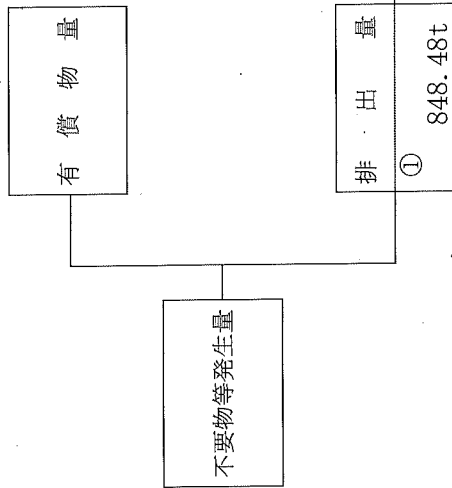 有償物量
不要物等発生量
排出量
①
848.48t